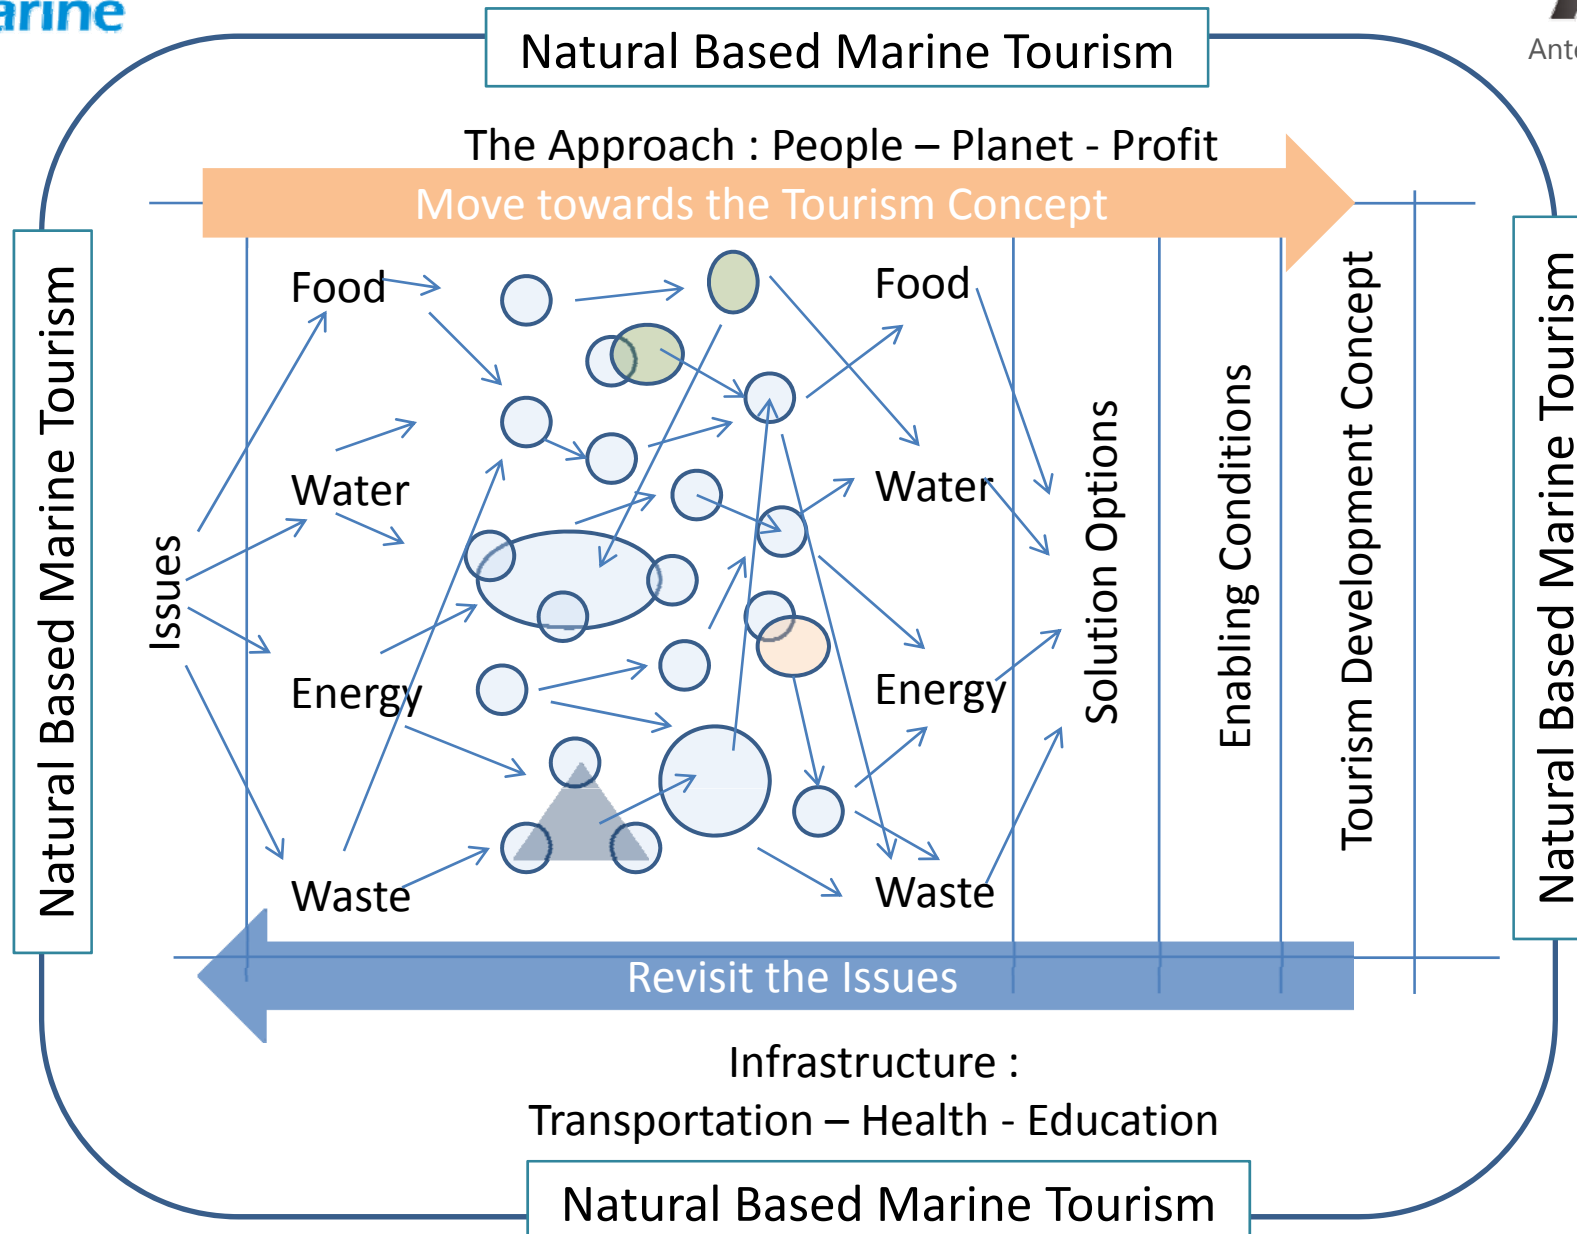 arine
Natural Based Marine Tourism
Ante
The Approach : People – Planet - Profit
Move towards the Tourism Concept
Natural Based Marine Tourism
Issues
Food
Water
Energy
Waste
Food
Water
Energy
Waste
Solution Options
Enabling Conditions
Tourism Development Concept
Natural Based Marine Tourism
Revisit the Issues
Infrastructure :
Transportation – Health - Education
Natural Based Marine Tourism